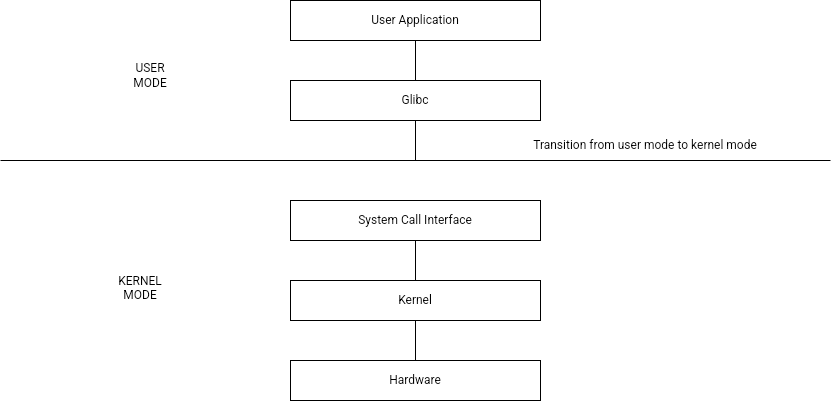 User Application
USER
MODE
Glibc
Transition from user mode to kernel mode
System Call Interface
KERNEL
MODE
Kernel
Hardware